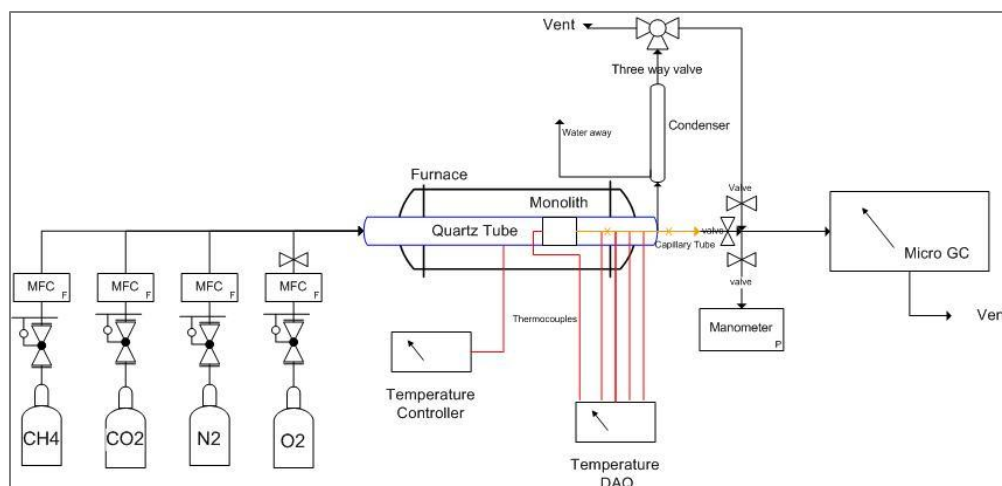 Vent
Three way valve
Condenser
Water away
Furnace
Monolith
Quartz Tube
Valve
valve
Capillary Tube
Micro GC
valve
MFC F
MFC F
MFC F
MFC F
Thermocouples
Manometer
P
Vent
Temperature
Controller
CH4
CO2
N2
O2
Temperature
DAQ